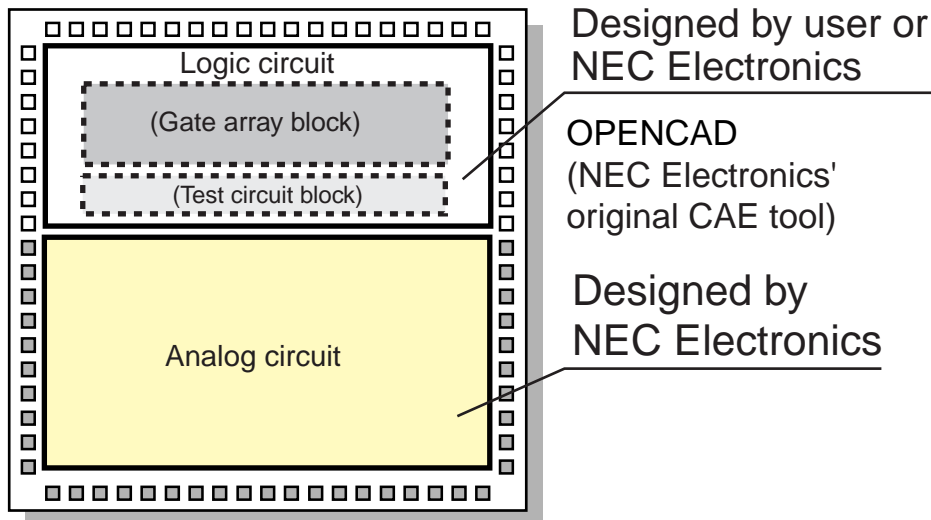 Logic circuit
(Gate array block)
(Test circuit block)
Analog circuit
Designed by user or
NEC Electronics
OPENCAD
(NEC Electronics'
original CAE tool)
Designed by
NEC Electronics